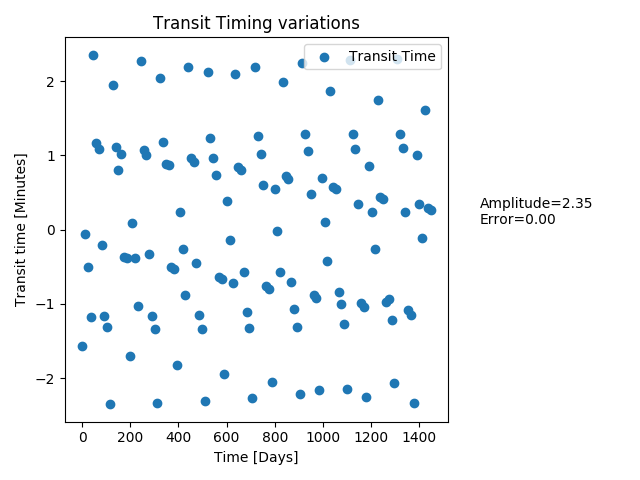 Transit Timing variations
Transit Time
2
1
0
−1
−2
Transit time [Minutes]
0 200 400 600 800 1000 1200 1400
Time [Days]
Amplitude=2.35
Error=0.00